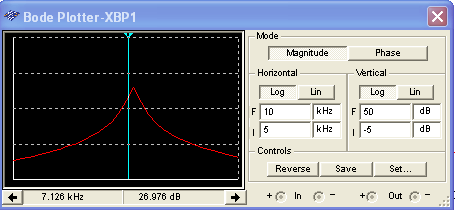 Bode Plotter-XBP1
Mode
Magnitude Phase
Horizontal Vertical
Log Lin Log Lin
F 10 kHz F 50 dB
I 5 kHz I -5 dB
Controls
Reverse Save Set...
7.126 kHz 26.976 dB
+ In - + Out -